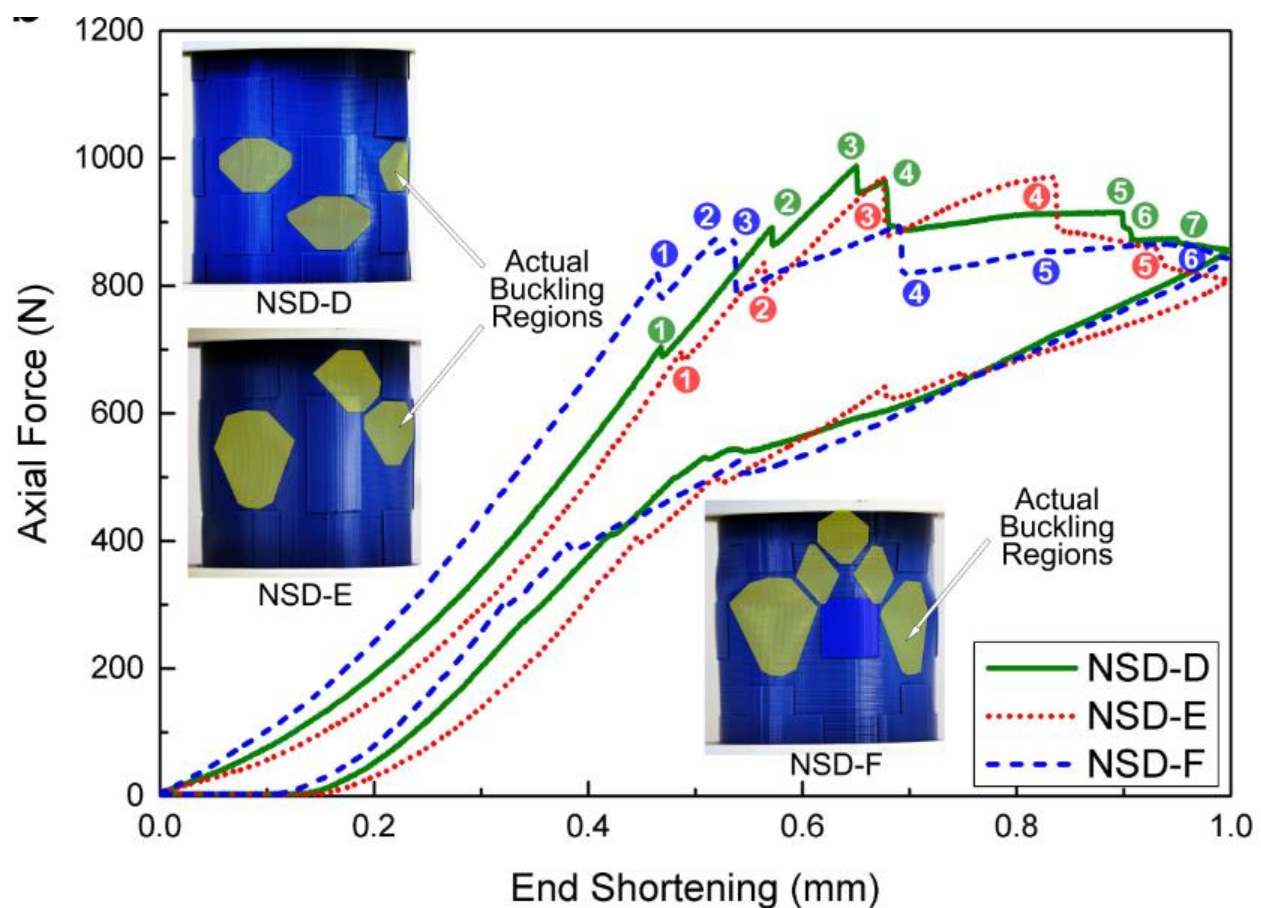 1200
1000
800
600
400
200
0
Axial Force (N)
0.0
0.2
0.4
0.6
0.8
1.0
End Shortening (mm)
NSD-D
Actual
Buckling
Regions
NSD-E
Actual
Buckling
Regions
NSD-F
1
2
3
4
5
6
7
1
2
3
4
5
1
2
3
4
5
6
NSD-D
NSD-E
NSD-F